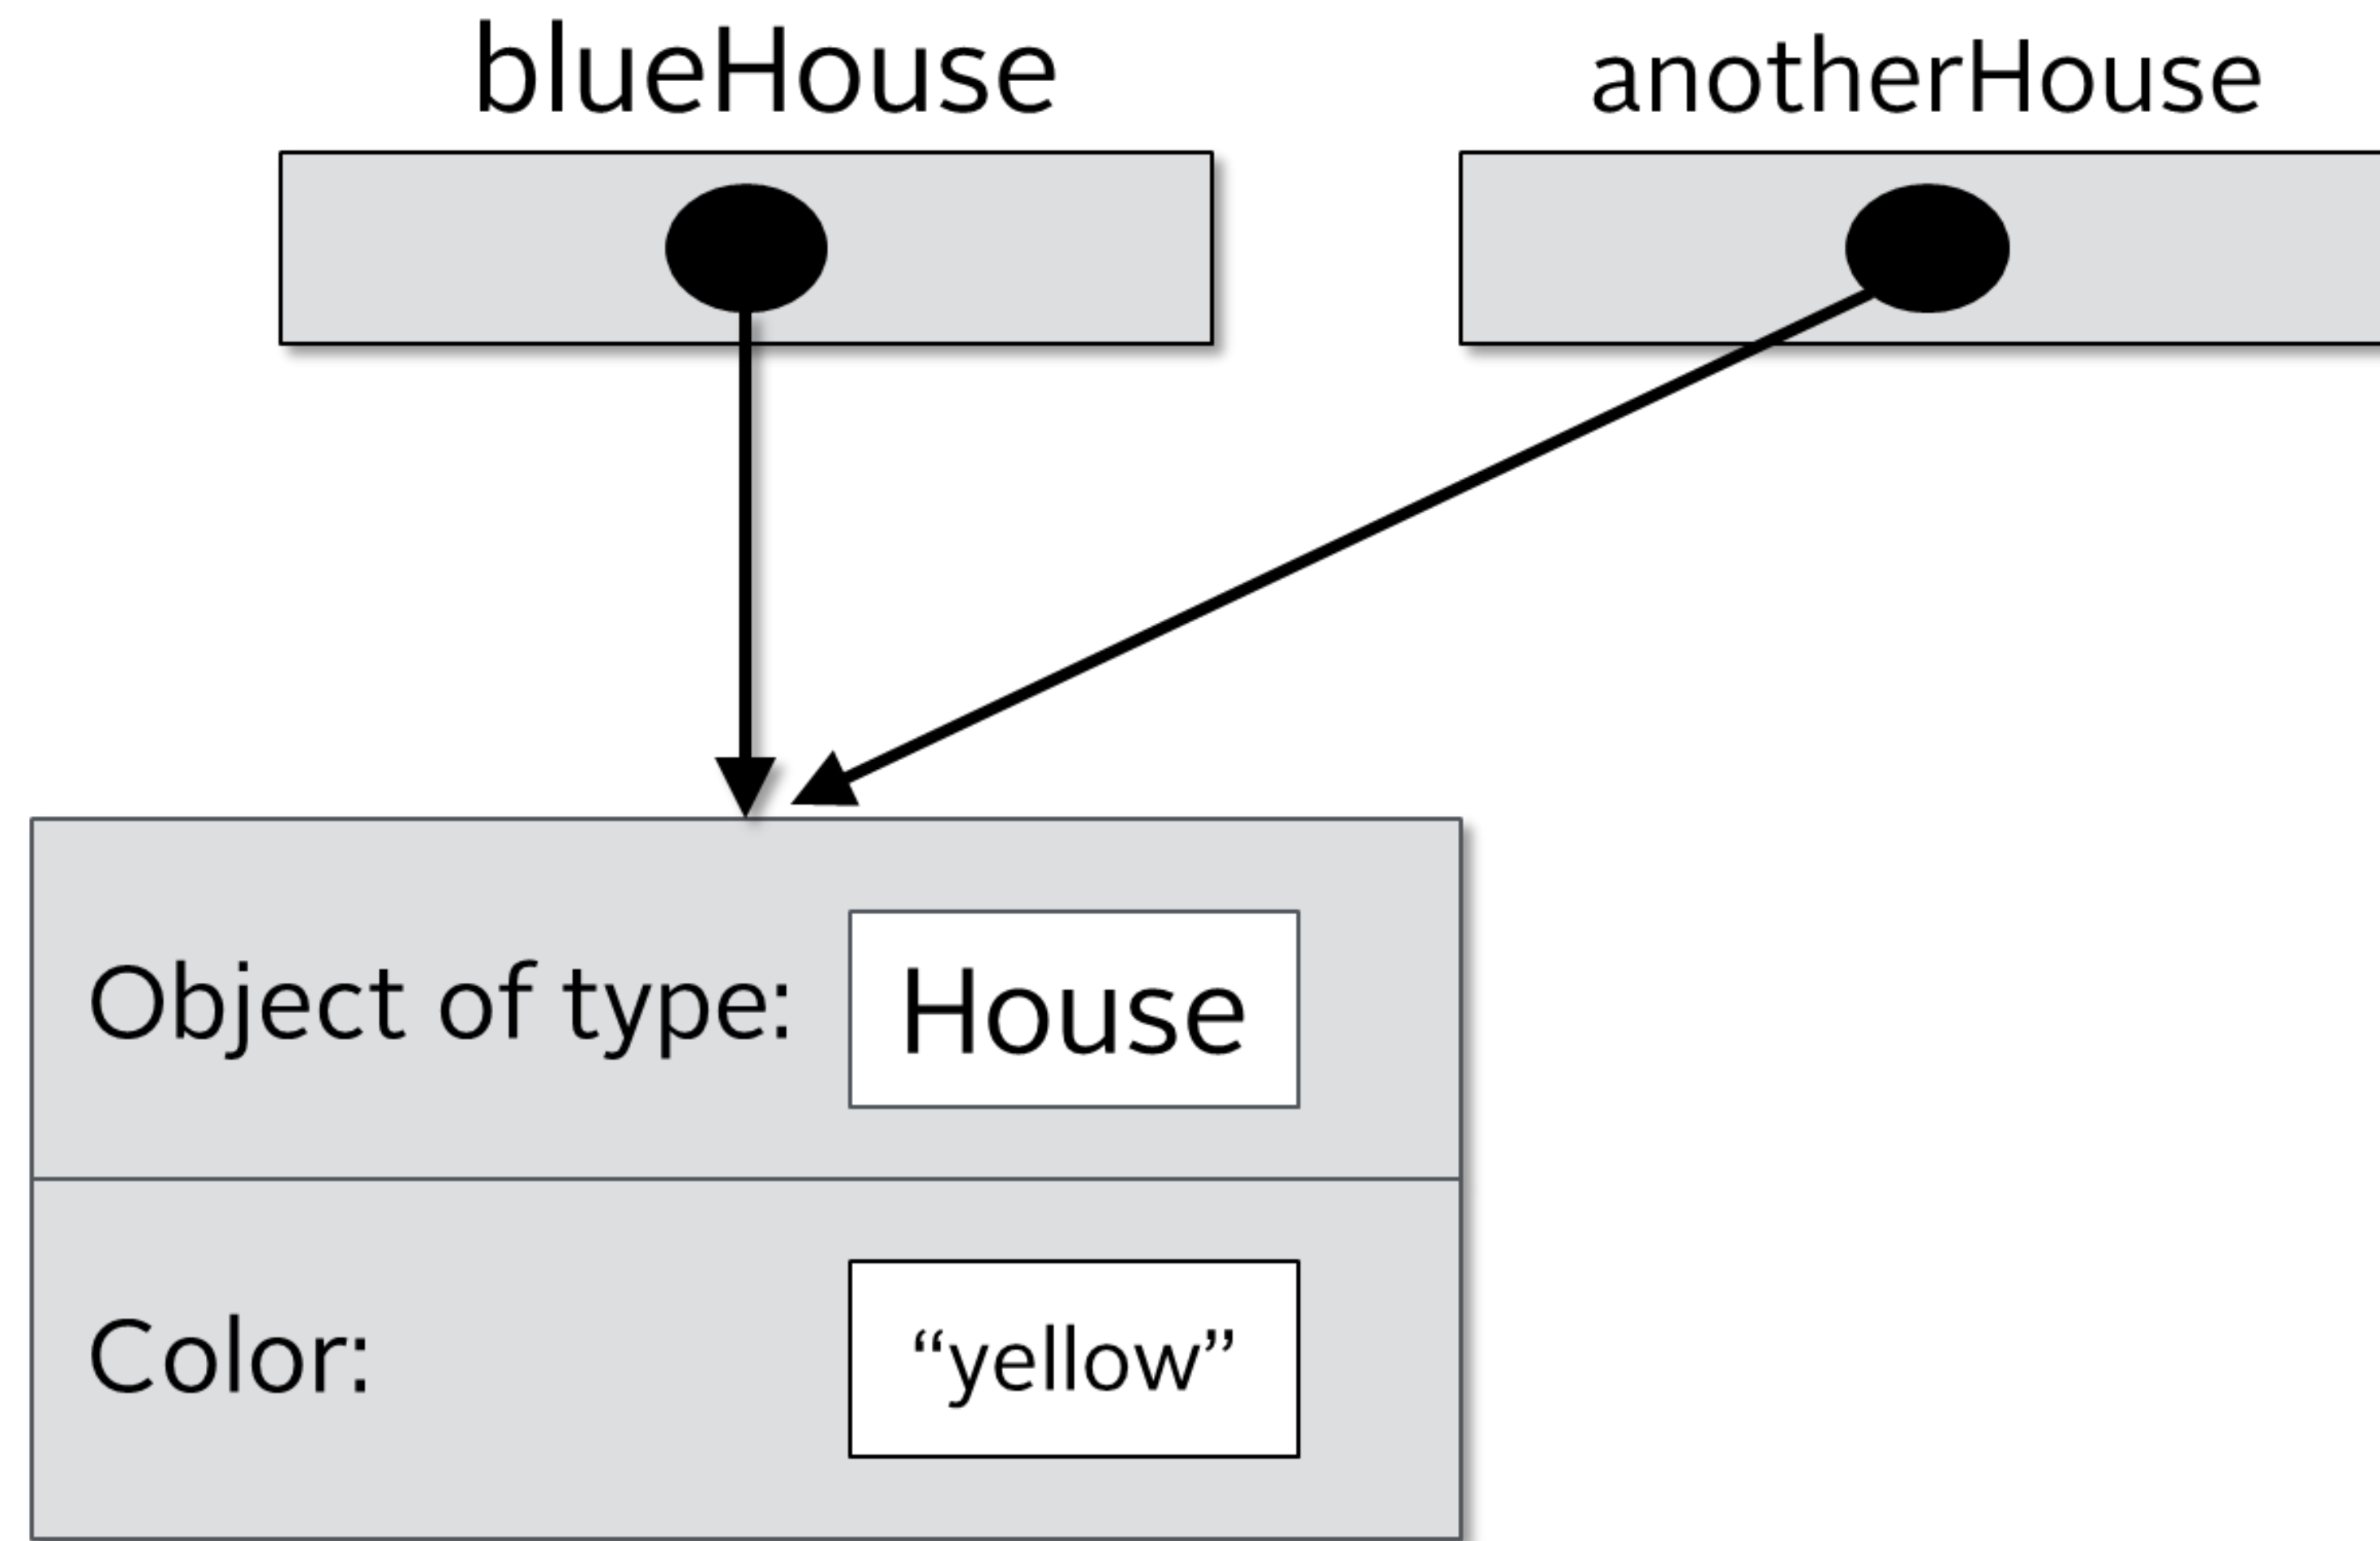 blueHouse
anotherHouse
Object of type:
House
Color:
“yellow”